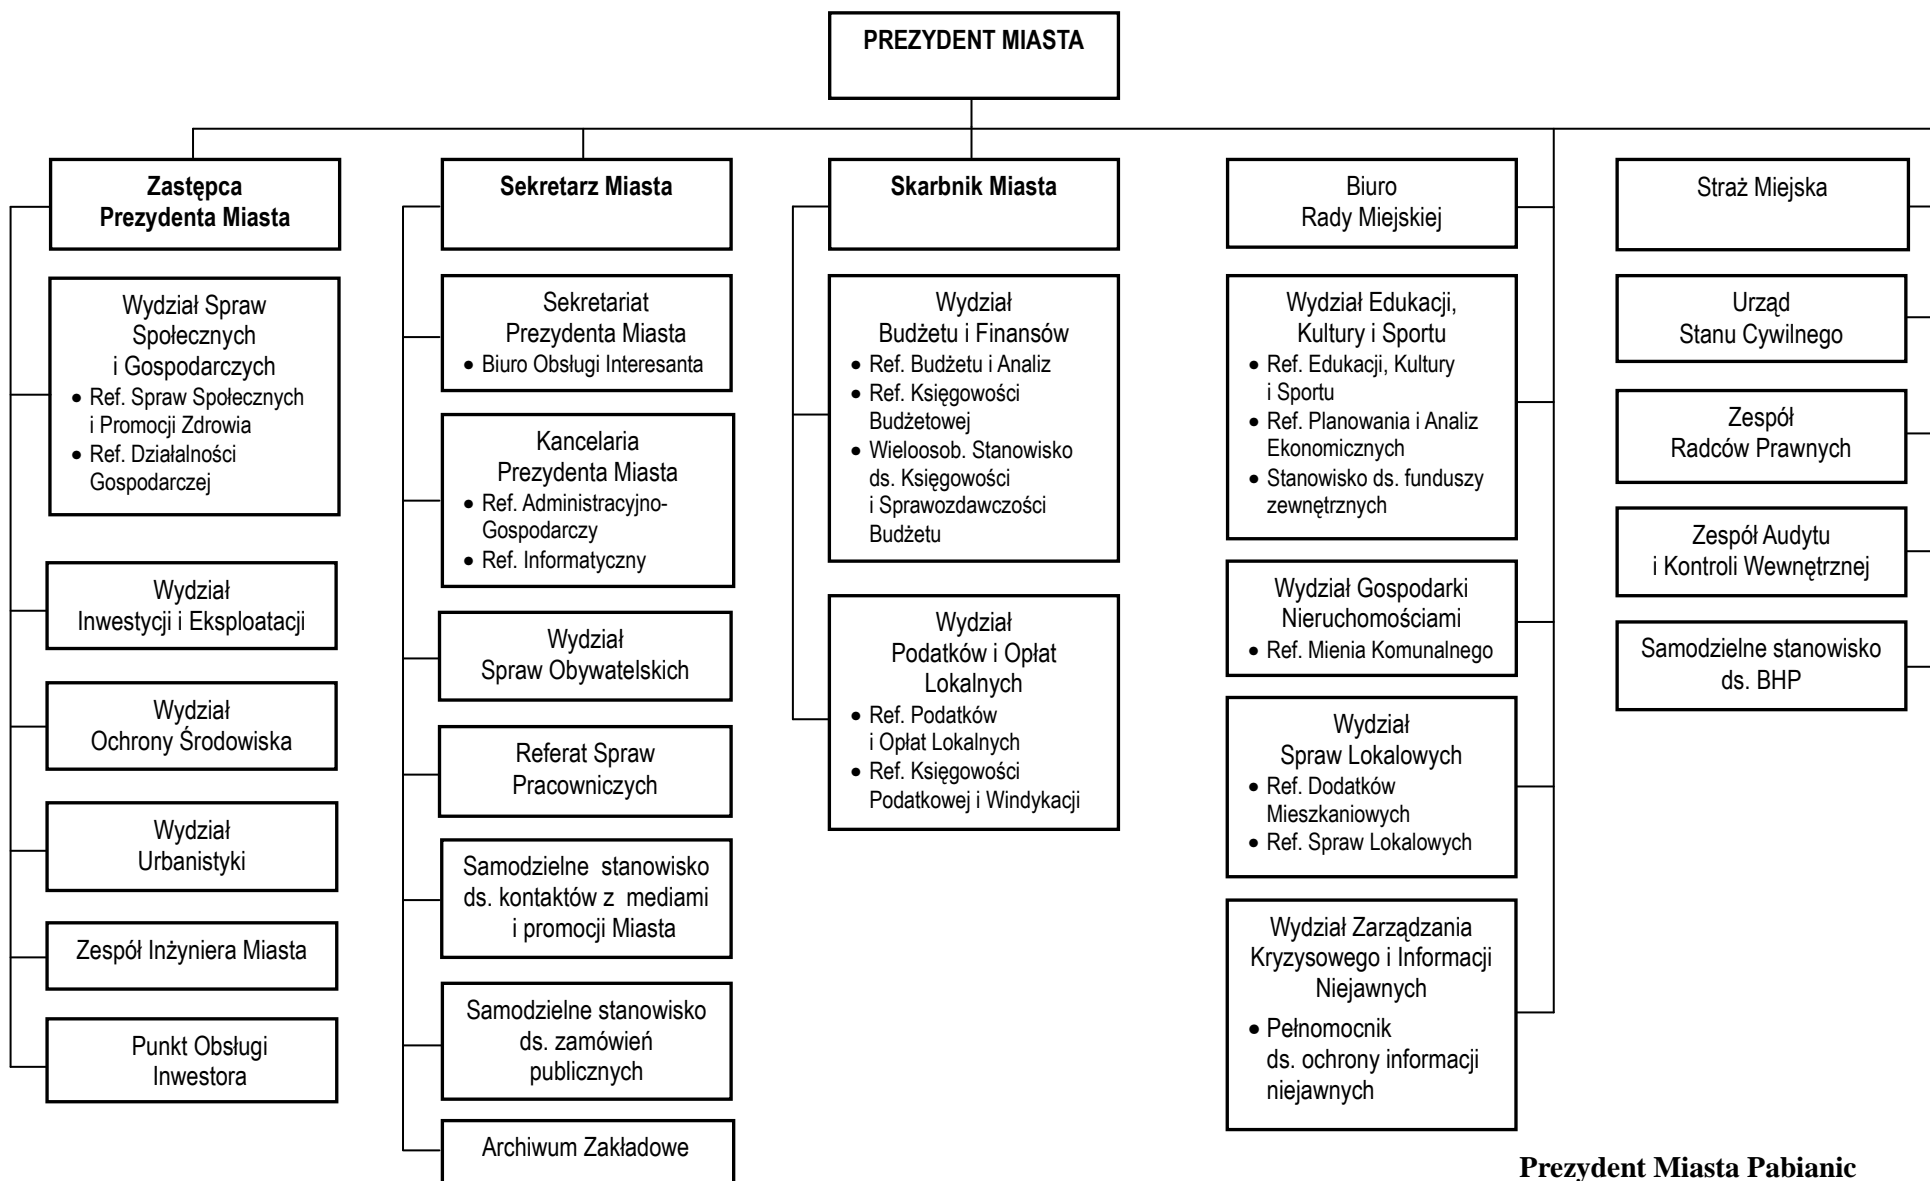 PREZYDENT MIASTA
Zastępca
Prezydenta Miasta
Wydział Spraw
Społecznych
i Gospodarczych
• Ref. Spraw Społecznych
i Promocji Zdrowia
• Ref. Działalności
Gospodarczej
Wydział
Inwestycji i Eksploatacji
Wydział
Ochrony Środowiska
Wydział
Urbanistyki
Zespół Inżyniera Miasta
Punkt Obsługi
Inwestora
Sekretarz Miasta
Sekretariat
Prezydenta Miasta
• Biuro Obsługi Interesanta
Kancelaria
Prezydenta Miasta
• Ref. Administracyjno-
Gospodarczy
• Ref. Informatyczny
Wydział
Spraw Obywatelskich
Referat Spraw
Pracowniczych
Samodzielne stanowisko
ds. kontaktów z mediami
i promocji Miasta
Samodzielne stanowisko
ds. zamówień
publicznych
Archiwum Zakładowe
Skarbnik Miasta
Wydział
Budżetu i Finansów
• Ref. Budżetu i Analiz
• Ref. Księgowości
Budżetowej
• Wieloosob. Stanowisko
ds. Księgowości
i Sprawozdawczości
Budżetu
Wydział
Podatków i Opłat
Lokalnych
• Ref. Podatków
i Opłat Lokalnych
• Ref. Księgowości
Podatkowej i Windykacji
Biuro
Rady Miejskiej
Wydział Edukacji,
Kultury i Sportu
• Ref. Edukacji, Kultury
i Sportu
• Ref. Planowania i Analiz
Ekonomicznych
• Stanowisko ds. funduszy
zewnętrznych
Wydział Gospodarki
Nieruchomościami
• Ref. Mienia Komunalnego
Wydział
Spraw Lokalowych
• Ref. Dodatków
Mieszkaniowych
• Ref. Spraw Lokalowych
Wydział Zarządzania
Kryzysowego i Informacji
Niejawnych
• Pełnomocnik
ds. ochrony informacji
niejawnych
Straż Miejska
Urząd
Stanu Cywilnego
Zespół
Radców Prawnych
Zespół Audytu
i Kontroli Wewnętrznej
Samodzielne stanowisko
ds. BHP
Prezydent Miasta Pabianic